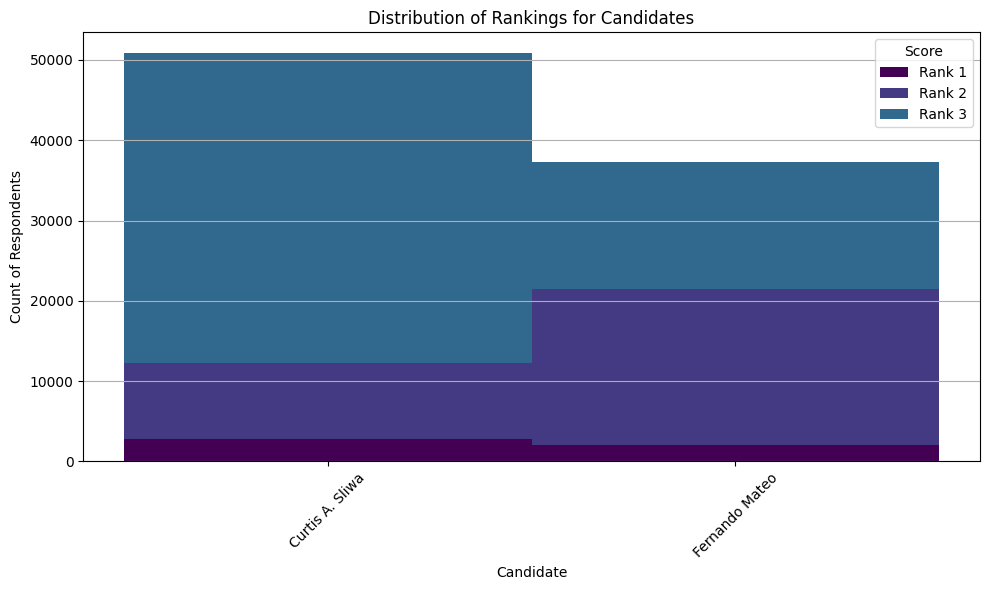 Distribution of Rankings for Candidates
Score
Rank 1
Rank 2
Rank 3
Count of Respondents
50000
40000
30000
20000
10000
0
Curtis A. Sliwa
Fernando Mateo
Candidate